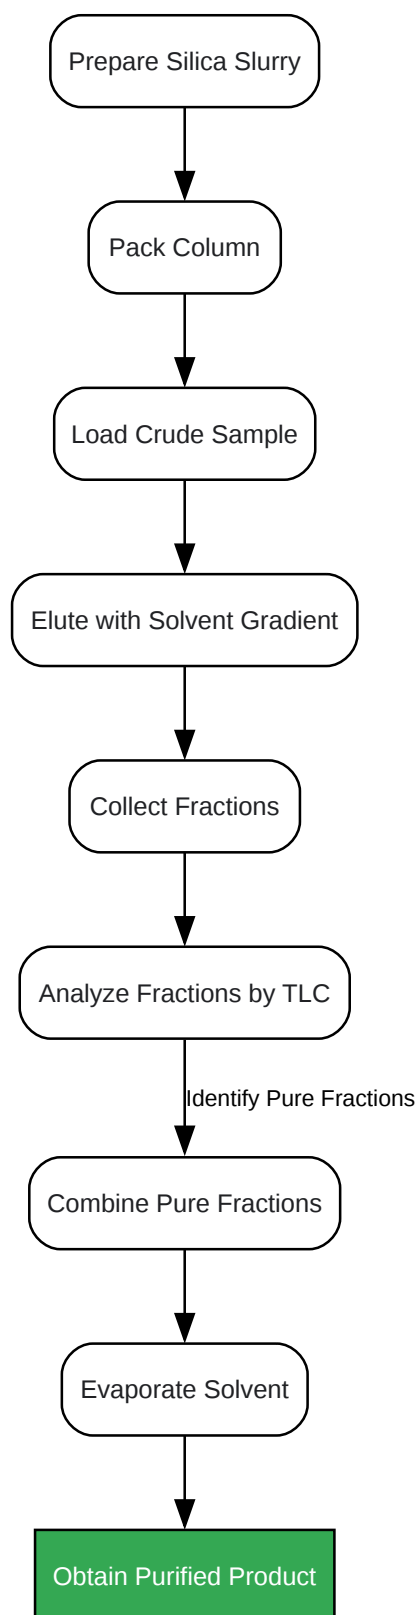 Prepare Silica Slurry
Pack Column
Load Crude Sample
Elute with Solvent Gradient
Collect Fractions
Analyze Fractions by TLC
Identify Pure Fractions
Combine Pure Fractions
Evaporate Solvent
Obtain Purified Product